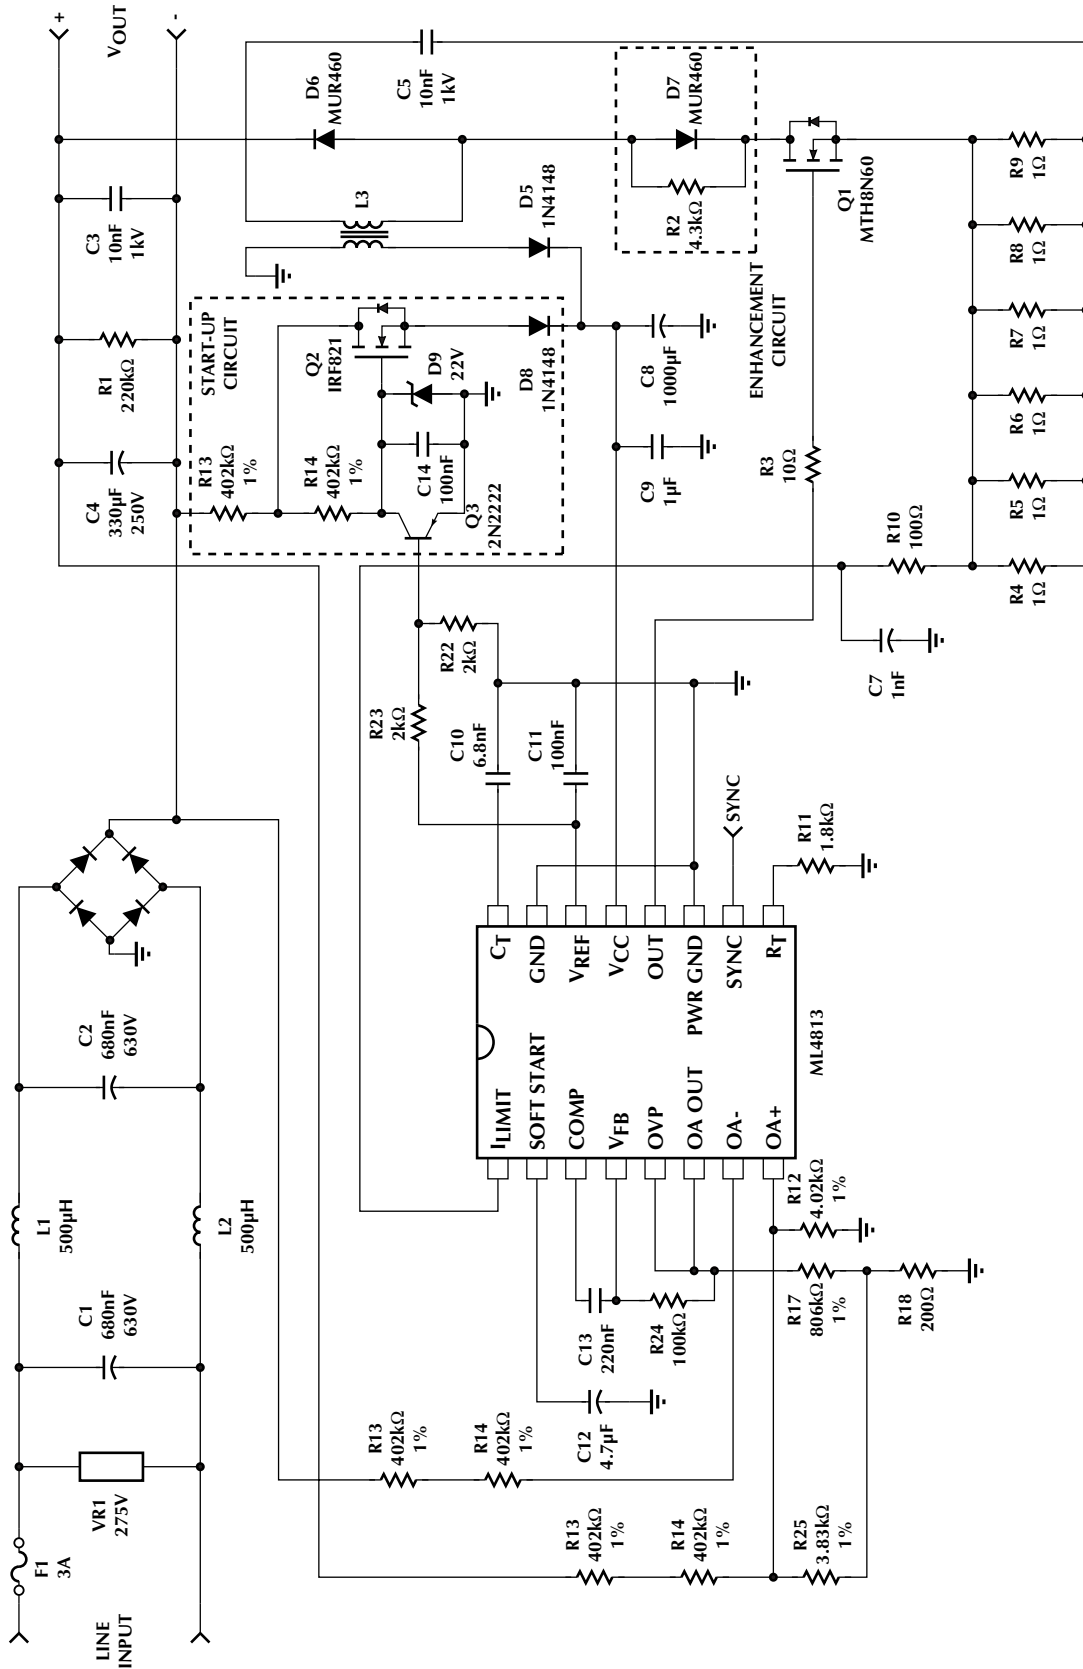 LINE
INPUT
F1
3A
VR1
275V
C1
680nF
630V
L1
500µH
L2
500µH
C2
680nF
630V
C4
330µF
250V
R1
220kΩ
C3
10nF
1kV
+
VOUT
-
START-UP
CIRCUIT
R13
402kΩ
1%
R14
402kΩ
1%
Q2
IRF821
D9
22V
C14
100nF
Q3
2N2222
D8
1N4148
L3
D5
1N4148
D6
MUR460
C5
10nF
1kV
D7
MUR460
R2
4.3kΩ
ENHANCEMENT
CIRCUIT
Q1
MTH8N60
C8
1000µF
C9
1µF
R3
10Ω
R10
100Ω
C7
1nF
R4
1Ω
R5
1Ω
R6
1Ω
R7
1Ω
R8
1Ω
R9
1Ω
R22
2kΩ
R23
2kΩ
C10
6.8nF
C11
100nF
SYNC
R11
1.8kΩ
ILIMIT
SOFT START
COMP
VFB
OVP
OA OUT
OA-
OA+
CT
GND
VREF
VCC
OUT
PWR GND
SYNC
RT
ML4813
R13
402kΩ
1%
R14
402kΩ
1%
C12
4.7µF
C13
220nF
R24
100kΩ
R12
4.02kΩ
1%
R17
806kΩ
1%
R18
200Ω
R13
402kΩ
1%
R14
402kΩ
1%
R25
3.83kΩ
1%